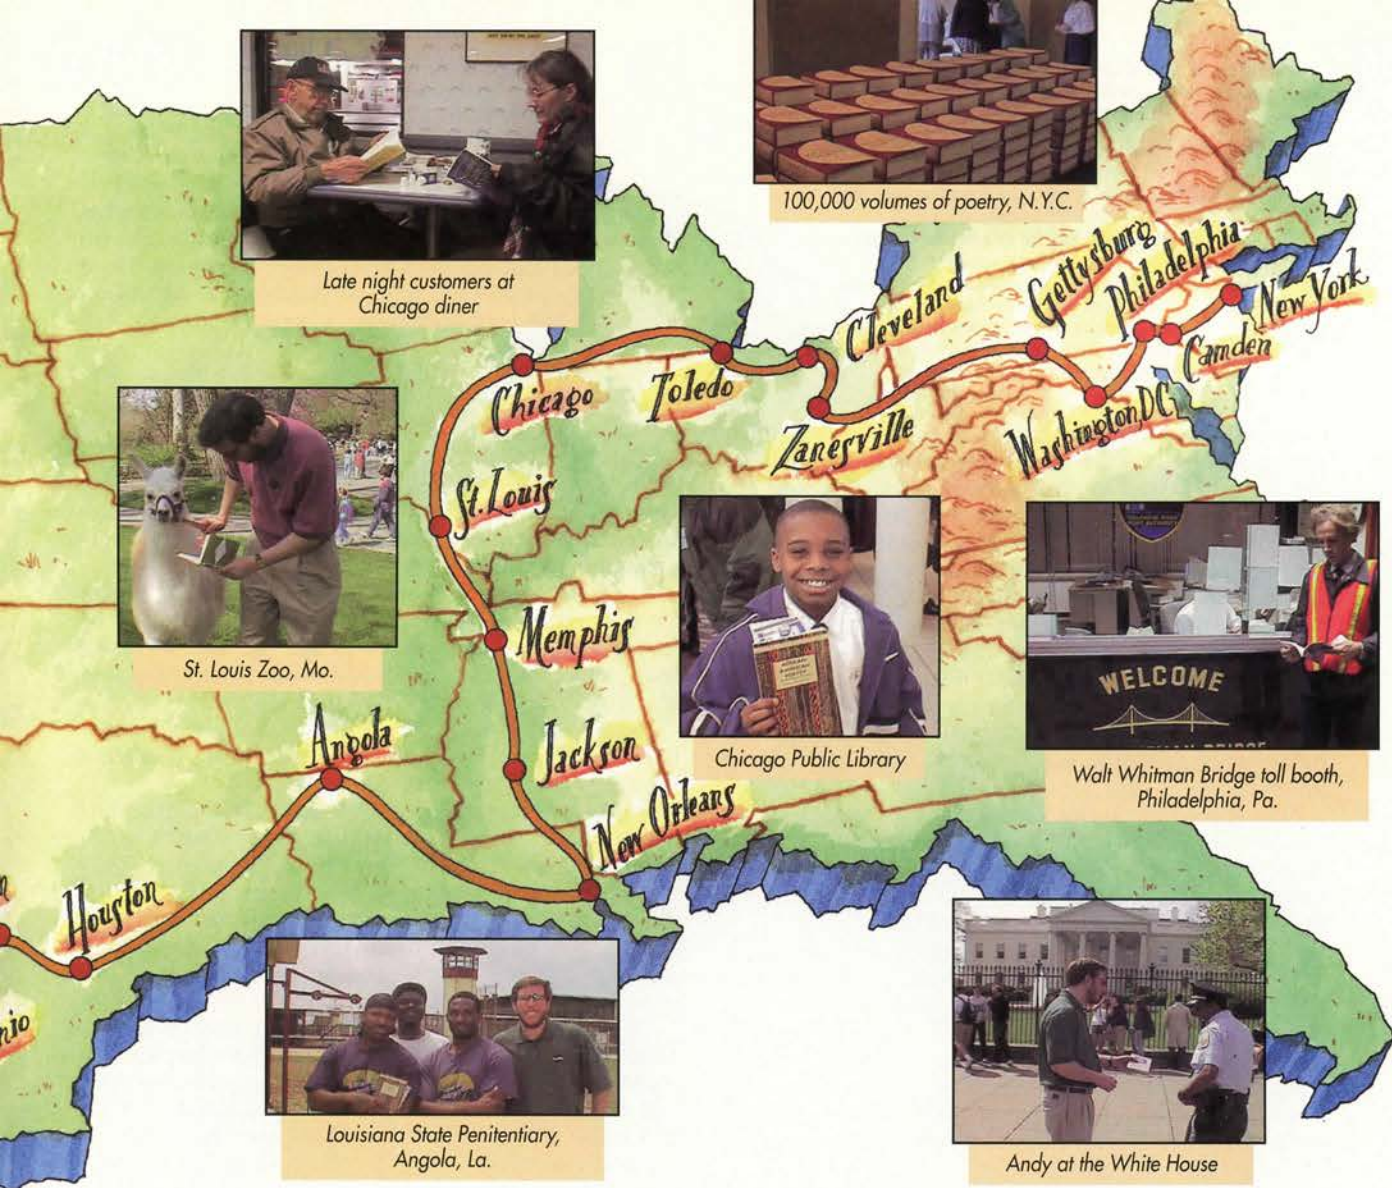 100,000 volumes of poetry, N.Y.C.
Late night customers at
Chicago diner
Gettysburg
Philadelphia
New York
Cleveland
Camden
Chicago
Toledo
Zanesville
Washington DC
St. Louis
St. Louis Zoo, Mo.
Memphis
WELCOME
Angola
Jackson
Chicago Public Library
Walt Whitman Bridge toll booth,
Philadelphia, Pa.
New Orleans
Houston
Louisiana State Penitentiary,
Angola, La.
Andy at the White House